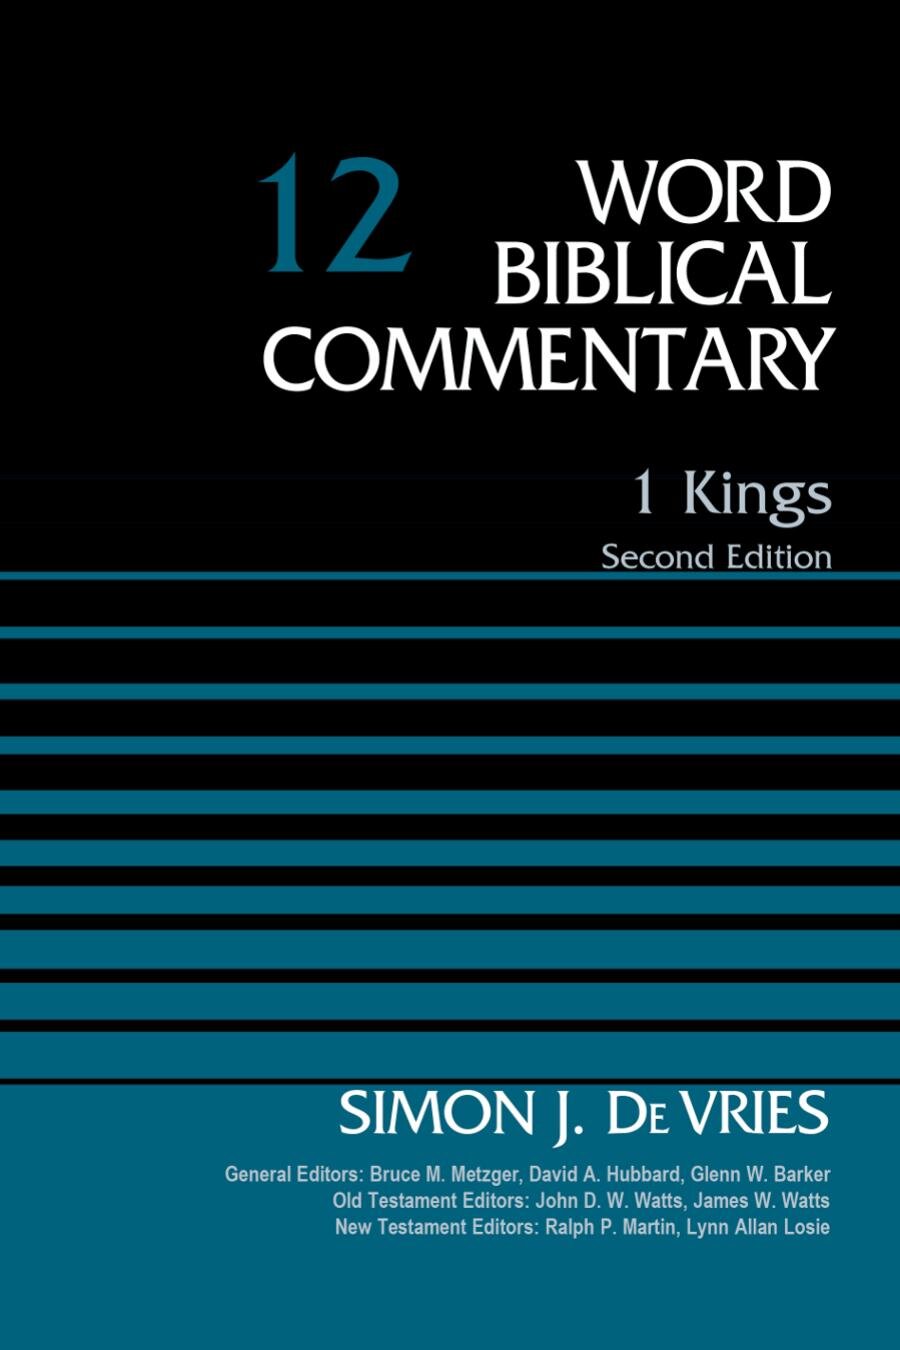 12
WORD
BIBLICAL
COMMENTARY
1 Kings
Second Edition
SIMON J. DE VRIES
General Editors: Bruce M. Metzger, David A. Hubbard, Glenn W. Barker
Old Testament Editors: John D. W. Watts, James W. Watts
New Testament Editors: Ralph P. Martin, Lynn Allan Losie